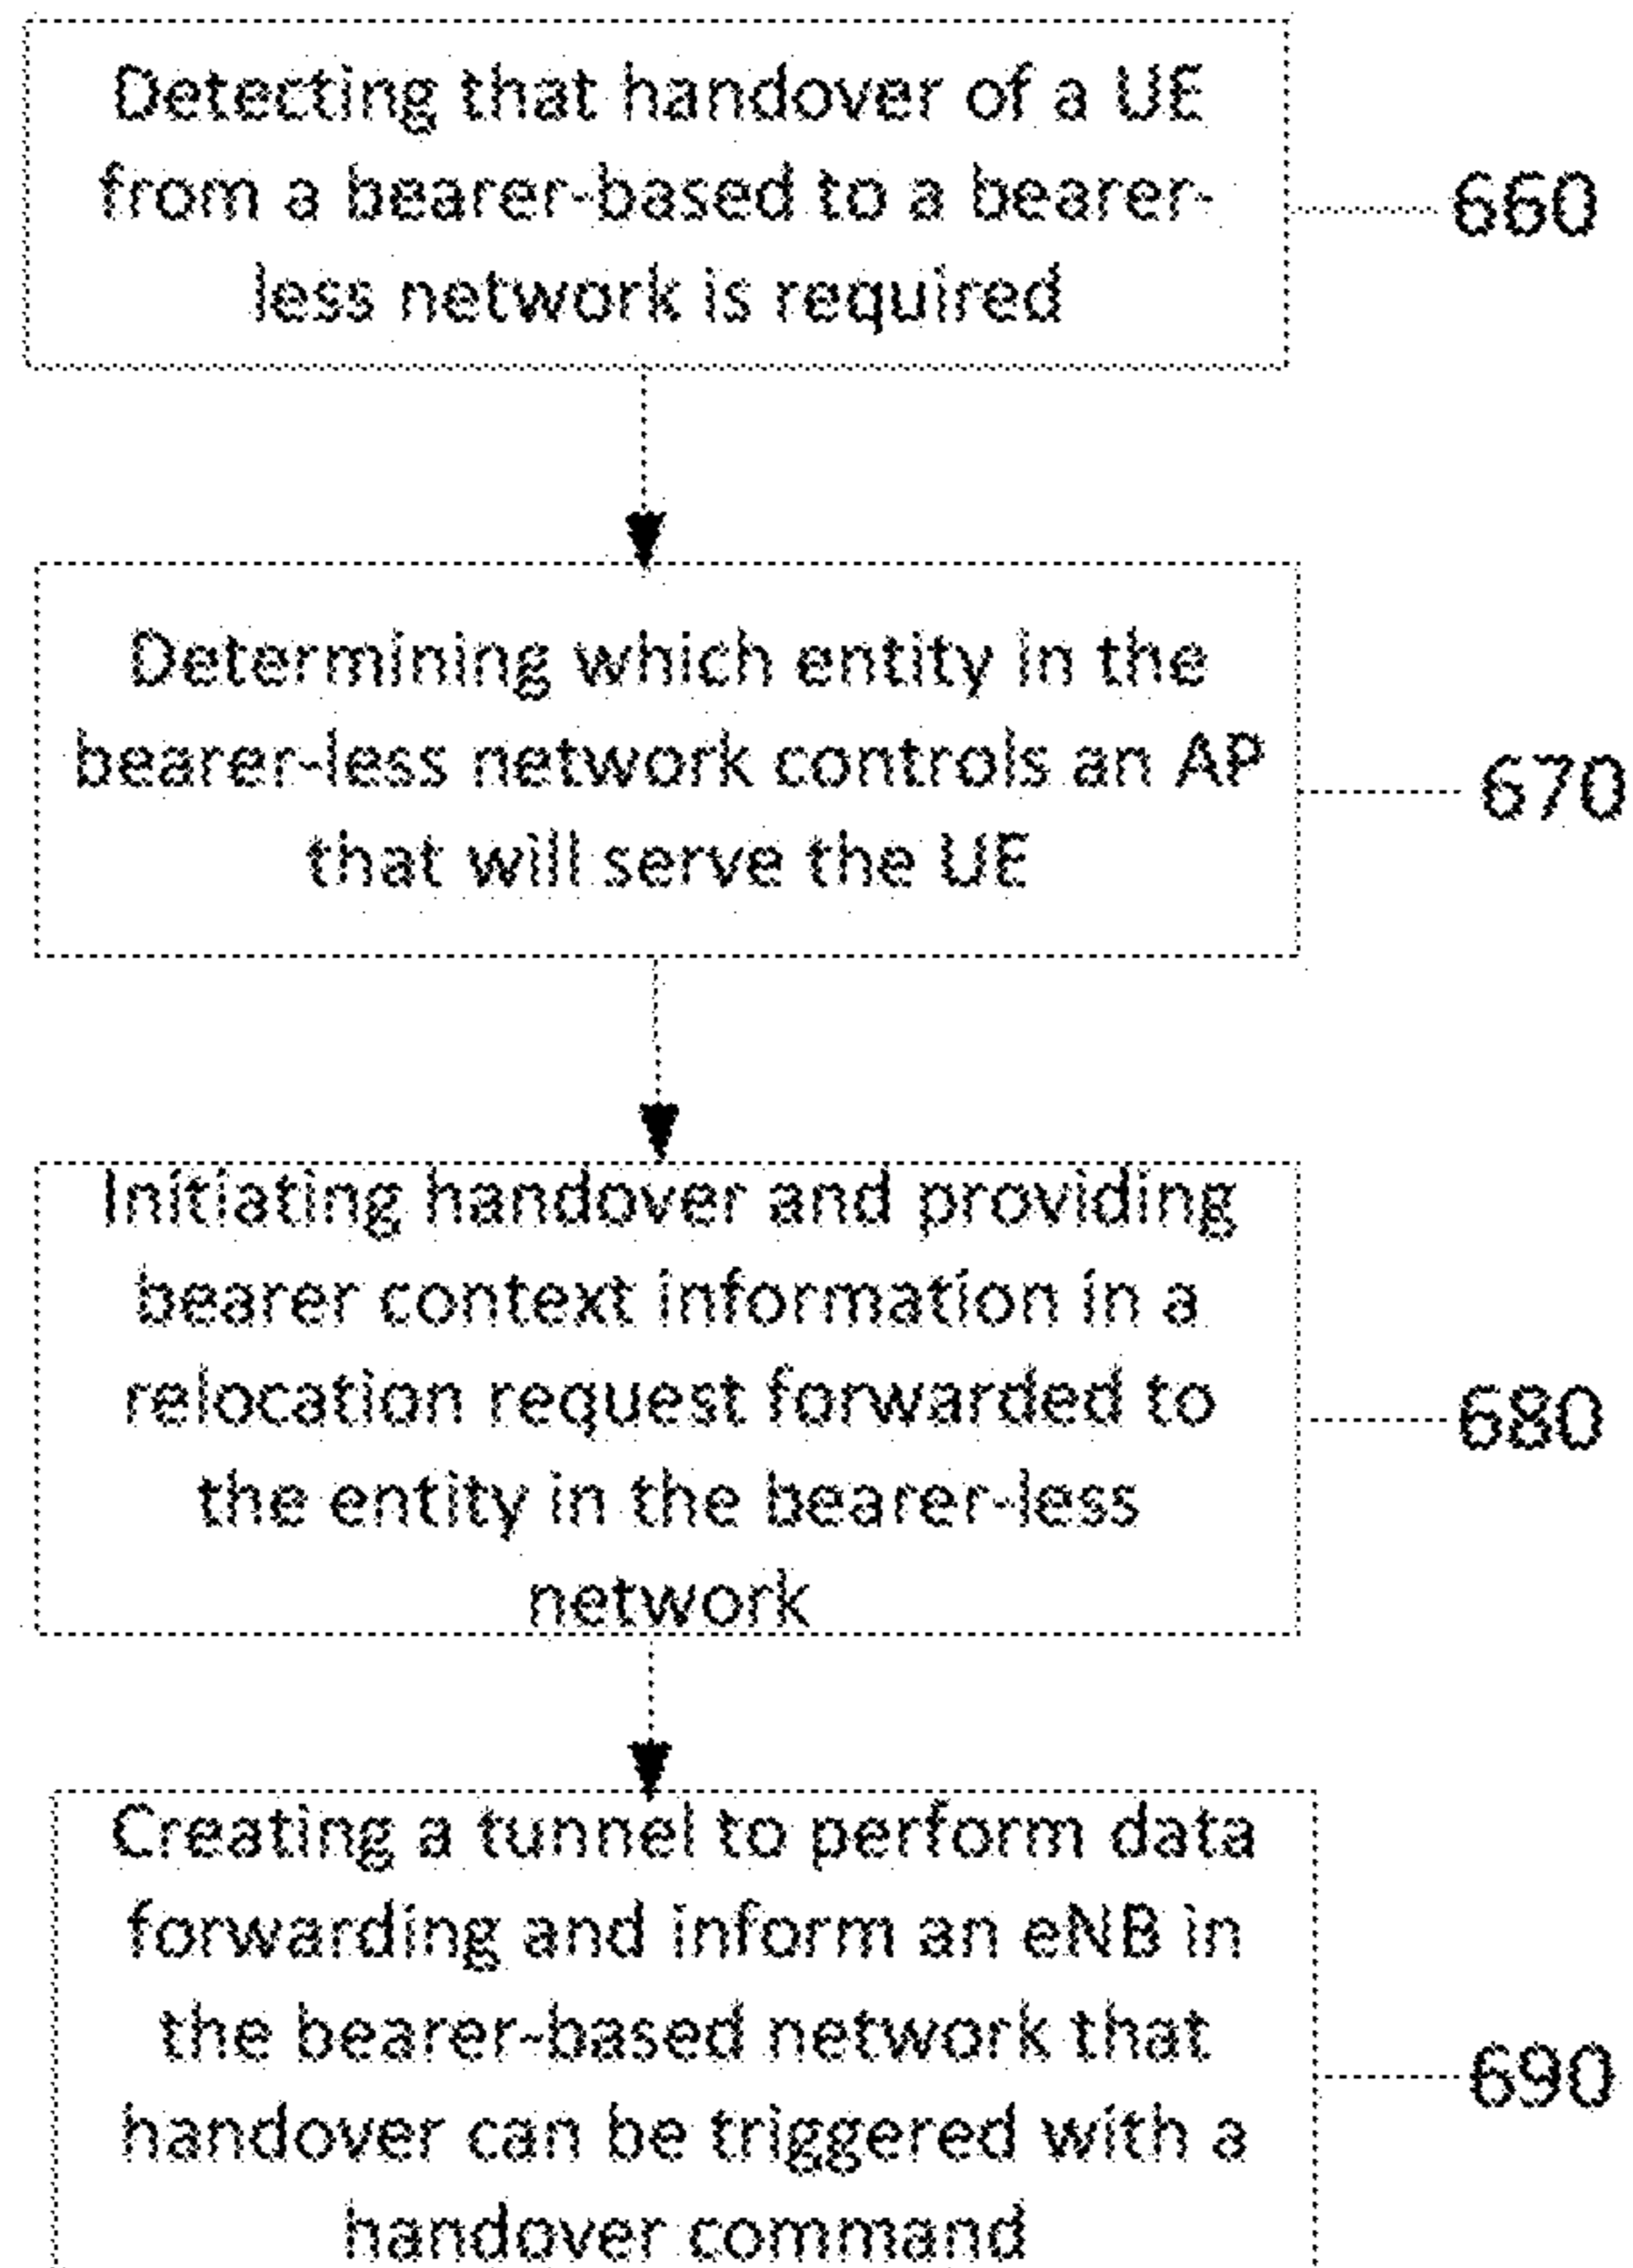 Detecting that handover of a UE
from a bearer-based to a bearer-
less network is required
660
Determining which entity in the
bearer-less network controls an AP
that will serve the UE
670
Initiating handover and providing
bearer context information in a
relocation request forwarded to
the entity in the bearer-less
network
680
Creating a tunnel to perform data
forwarding and inform an eNB in
the bearer-based network that
handover can be triggered with a
handover command
690